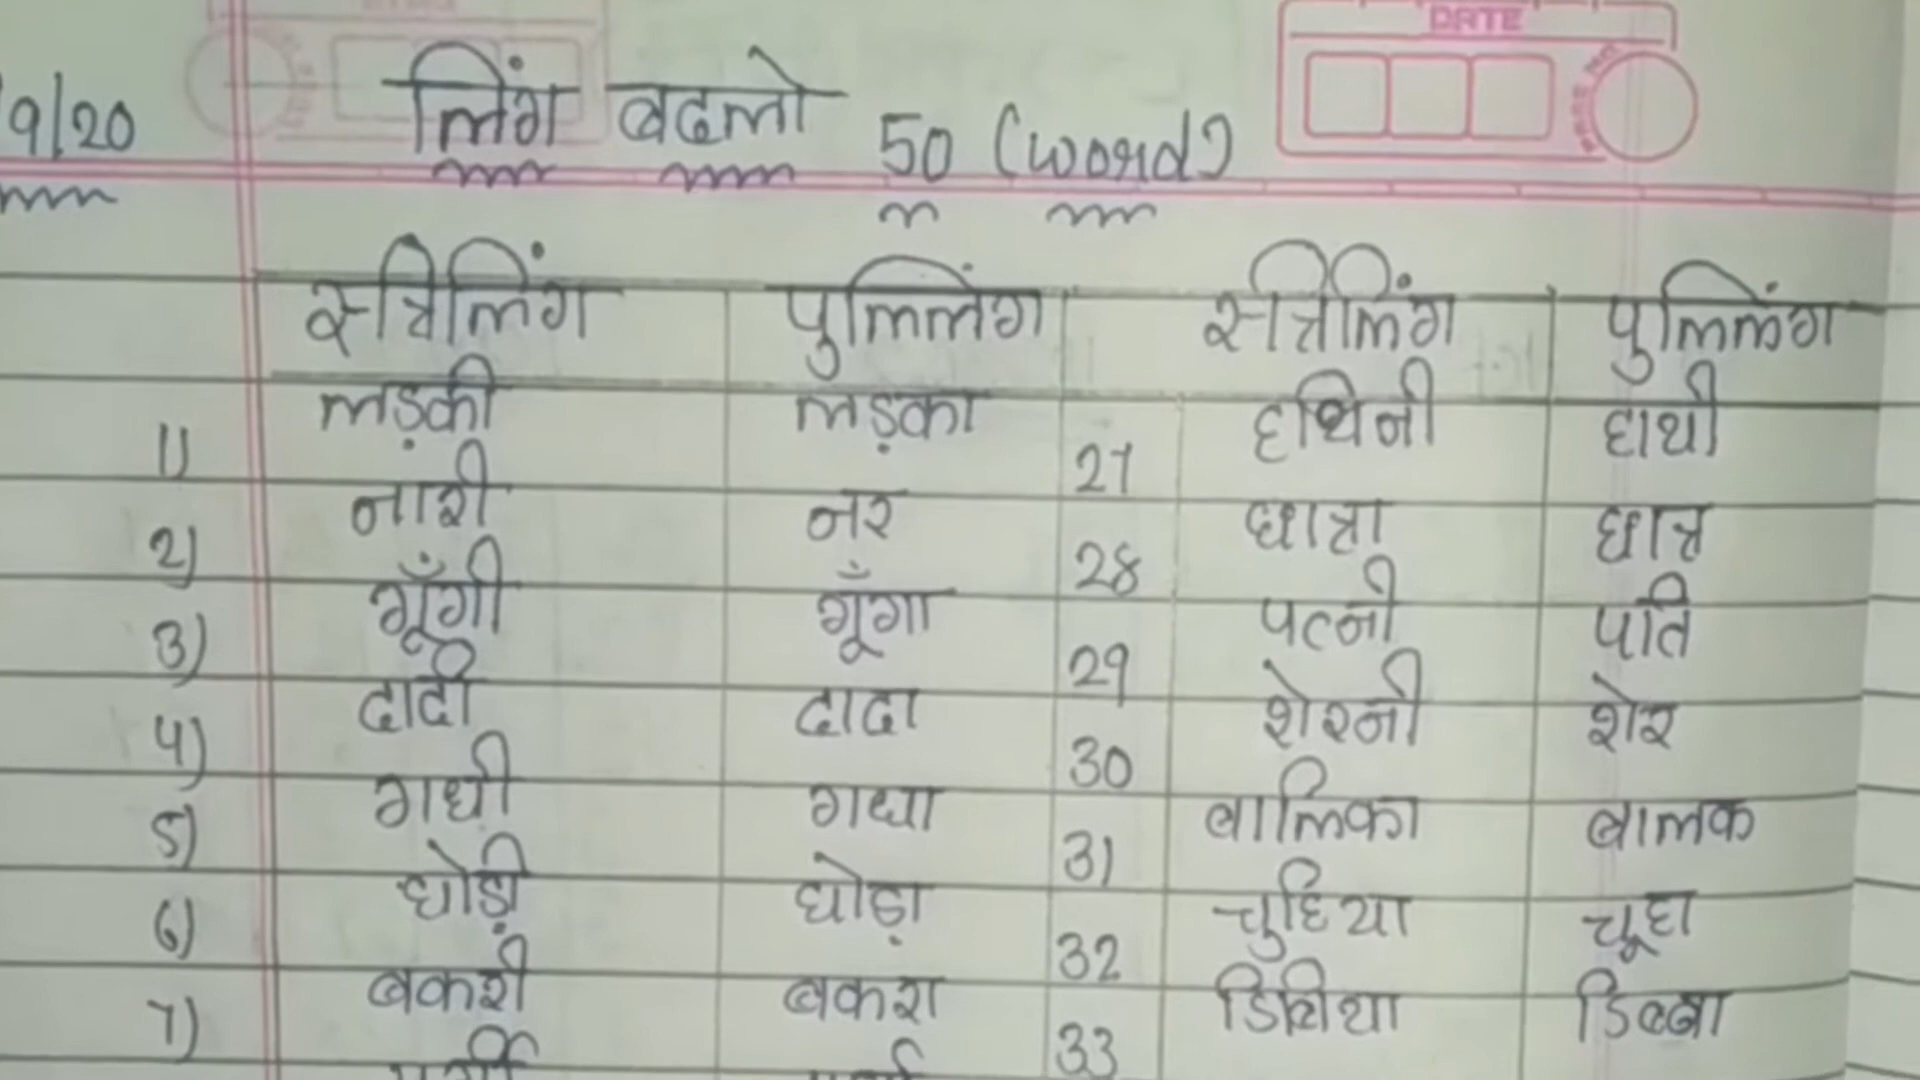 DATE
/9/20 लिंग बदलो 50 (word)
स्त्रिलिंग पुल्लिंग स्त्रीलिंग पुल्लिंग
1) लड़की लड़का 27 हथिनी हाथी
2) नारी नर 28 छात्रा छात्र
3) गूँगी गूँगा 29 पत्नी पति
4) दादी दादा 30 शेरनी शेर
5) गधी गधा 31 बालिका बालक
6) घोड़ी घोड़ा 32 चुहिया चूहा
7) बकरी बकरा 33 डिबिया डिब्बा